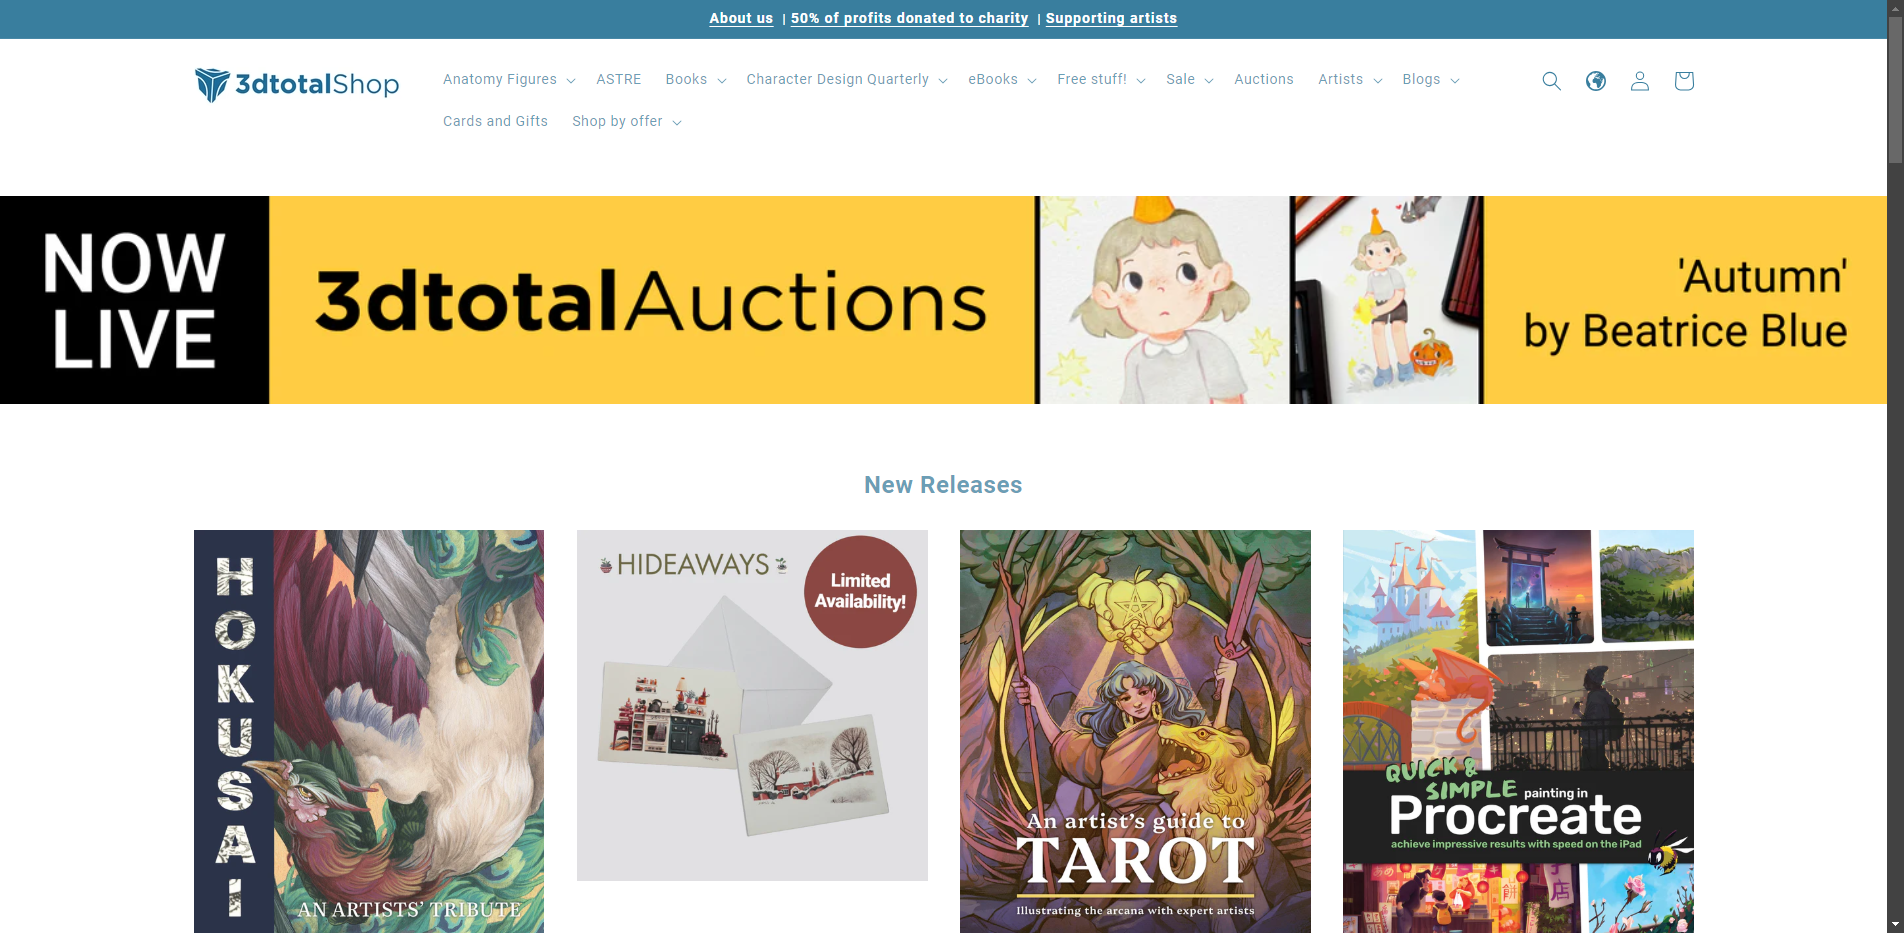 About us | 50% of profits donated to charity | Supporting artists
3dtotalShop
Anatomy Figures ASTRE Books Character Design Quarterly eBooks Free stuff! Sale Auctions Artists Blogs
Cards and Gifts Shop by offer
NOW
LIVE
3dtotalAuctions
'Autumn'
by Beatrice Blue
New Releases
HOKUSAI
AN ARTISTS' TRIBUTE
HIDEAWAYS
Limited
Availability!
An artist's guide to
TAROT
Illustrating the arcana with expert artists
QUICK &
SIMPLE painting in
Procreate
achieve impressive results with speed on the iPad